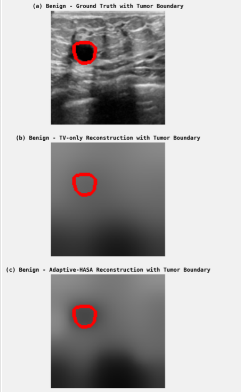 (a) Benign - Ground Truth with Tumor Boundary
(b) Benign - TV-only Reconstruction with Tumor Boundary
(c) Benign - Adaptive-HASA Reconstruction with Tumor Boundary